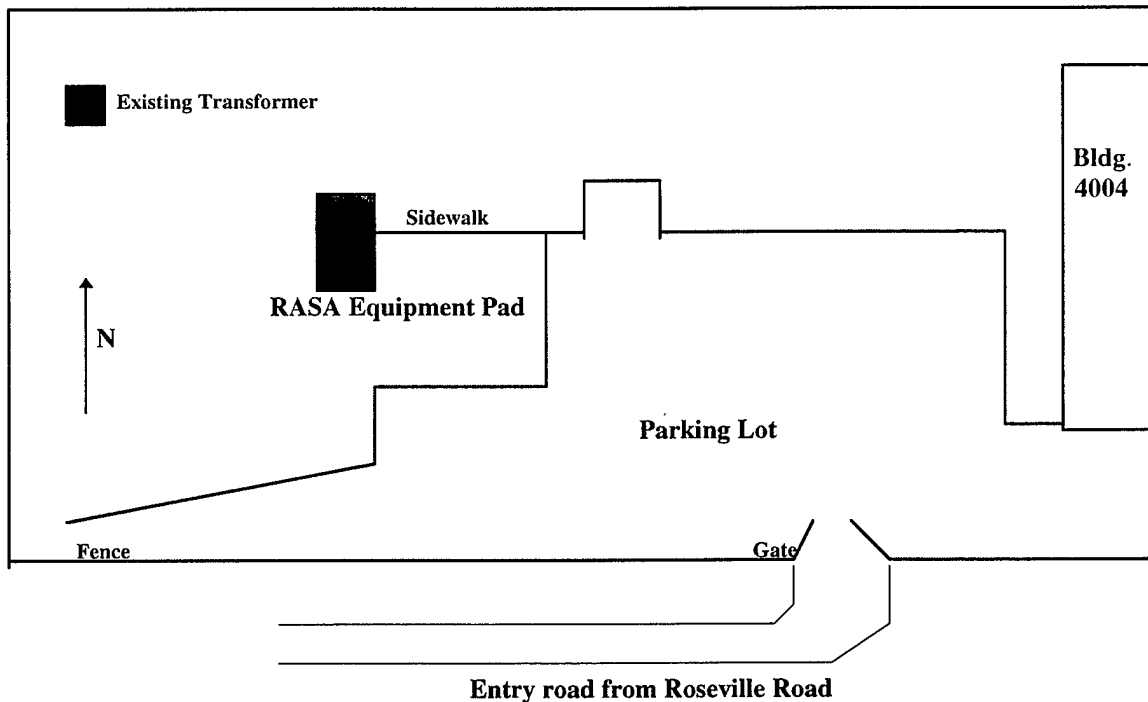 Existing Transformer
Bldg.
4004
Sidewalk
RASA Equipment Pad
N
Parking Lot
Fence
Gate
Entry road from Roseville Road